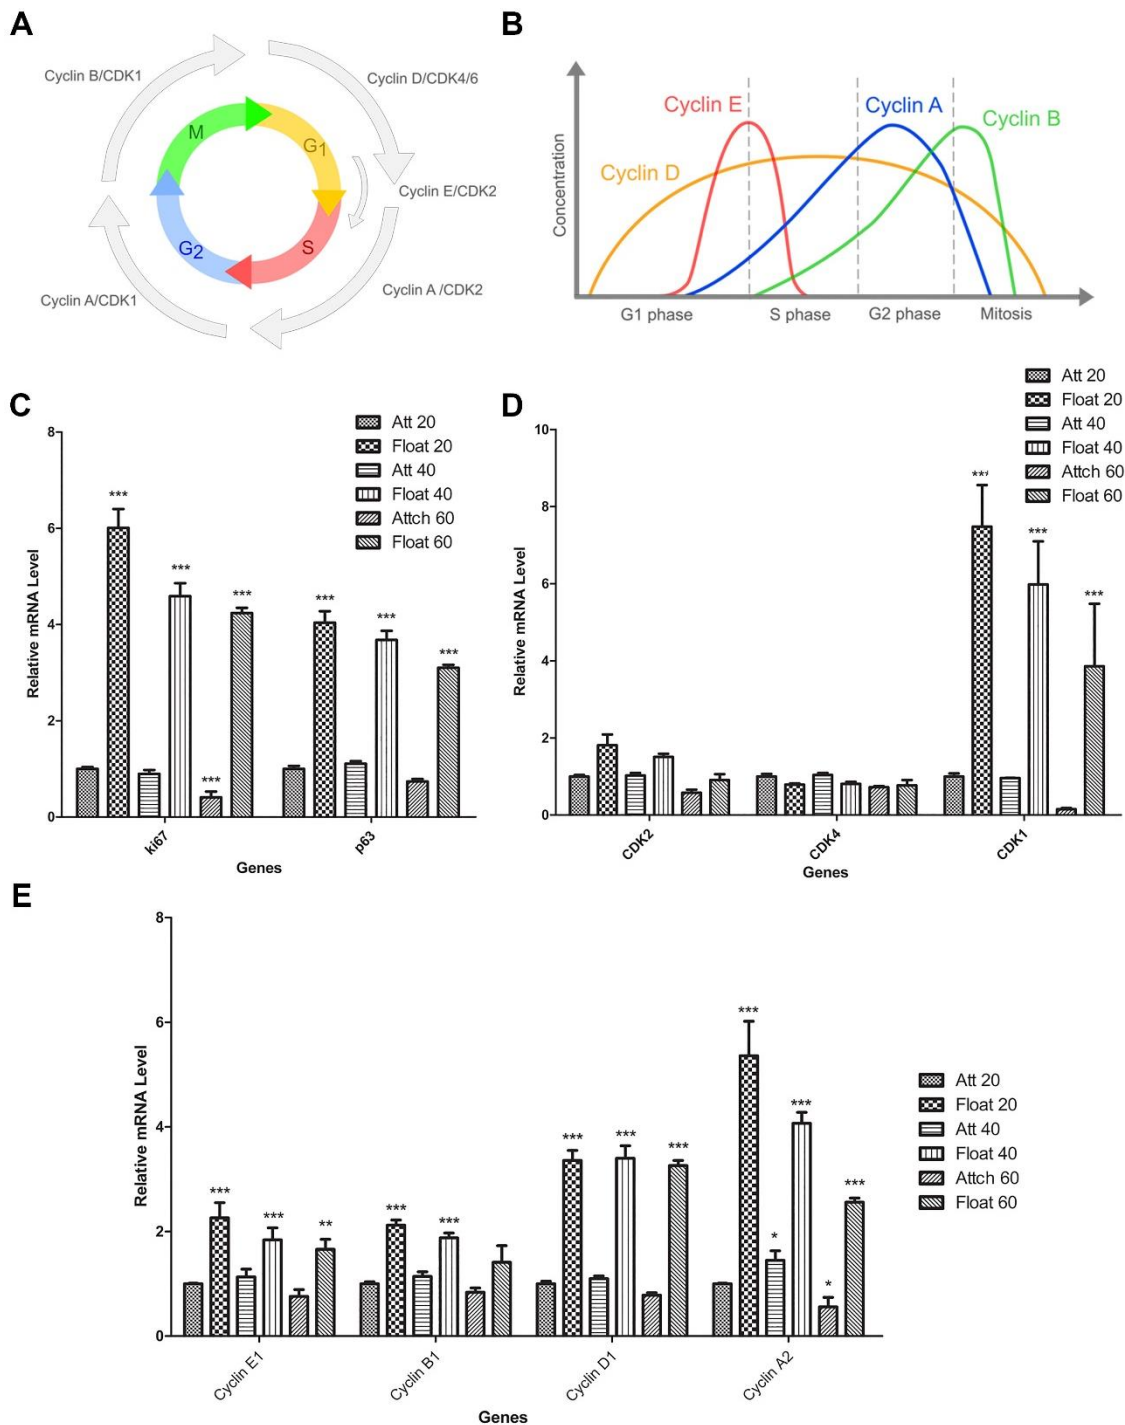 A
Cyclin B/CDK1
Cyclin D/CDK4/6
M
G1
Cyclin E/CDK2
G2
S
Cyclin A/CDK1
Cyclin A /CDK2
B
Concentration
Cyclin E
Cyclin A
Cyclin B
Cyclin D
G1 phase
S phase
G2 phase
Mitosis
C
Relative mRNA Level
8
6
4
2
0
***
***
***
***
***
***
***
Att 20
Float 20
Att 40
Float 40
Attch 60
Float 60
ki67
p63
Genes
D
Relative mRNA Level
10
8
6
4
2
0
***
***
***
Att 20
Float 20
Att 40
Float 40
Attch 60
Float 60
CDK2
CDK4
CDK1
Genes
E
Relative mRNA Level
8
6
4
2
0
***
***
**
***
***
***
***
***
***
*
***
*
***
Att 20
Float 20
Att 40
Float 40
Attch 60
Float 60
Cyclin E1
Cyclin B1
Cyclin D1
Cyclin A2
Genes